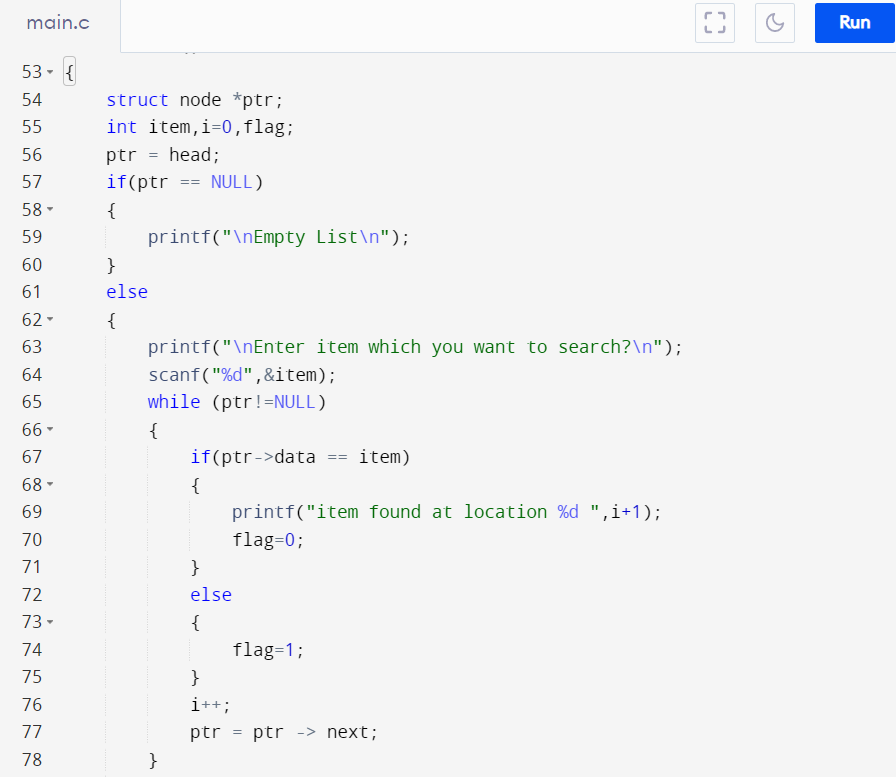 main.c
Run
53 {
54     struct node *ptr;
55     int item,i=0,flag;
56     ptr = head;
57     if(ptr == NULL)
58     {
59         printf("\nEmpty List\n");
60     }
61     else
62     {
63         printf("\nEnter item which you want to search?\n");
64         scanf("%d",&item);
65         while (ptr!=NULL)
66         {
67             if(ptr->data == item)
68             {
69                 printf("item found at location %d ",i+1);
70                 flag=0;
71             }
72             else
73             {
74                 flag=1;
75             }
76             i++;
77             ptr = ptr -> next;
78         }